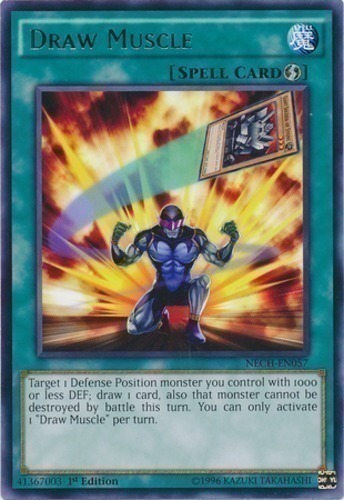 DRAW MUSCLE
[SPELL CARD]
NECH-EN057
Target 1 Defense Position monster you control with 1000
or less DEF; draw 1 card, also that monster cannot be
destroyed by battle this turn. You can only activate
1 "Draw Muscle" per turn.
41367003 1st Edition ©1996 KAZUKI TAKAHASHI